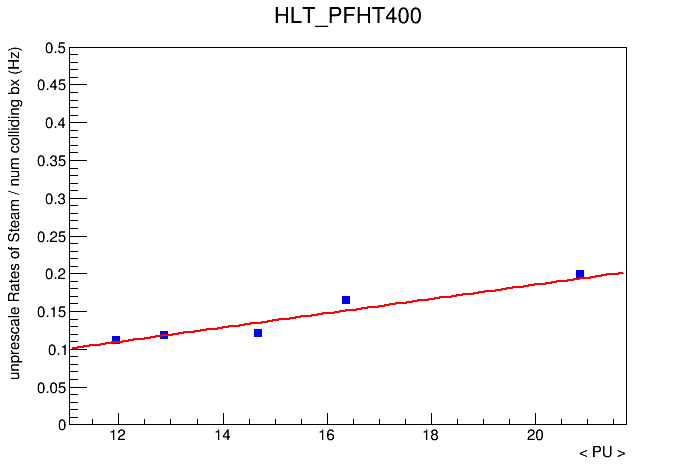 HLT_PFHT400
unprescale Rates of Steam / num colliding bx (Hz)
0.5
0.45
0.4
0.35
0.3
0.25
0.2
0.15
0.1
0.05
0
12 14 16 18 20
< PU >